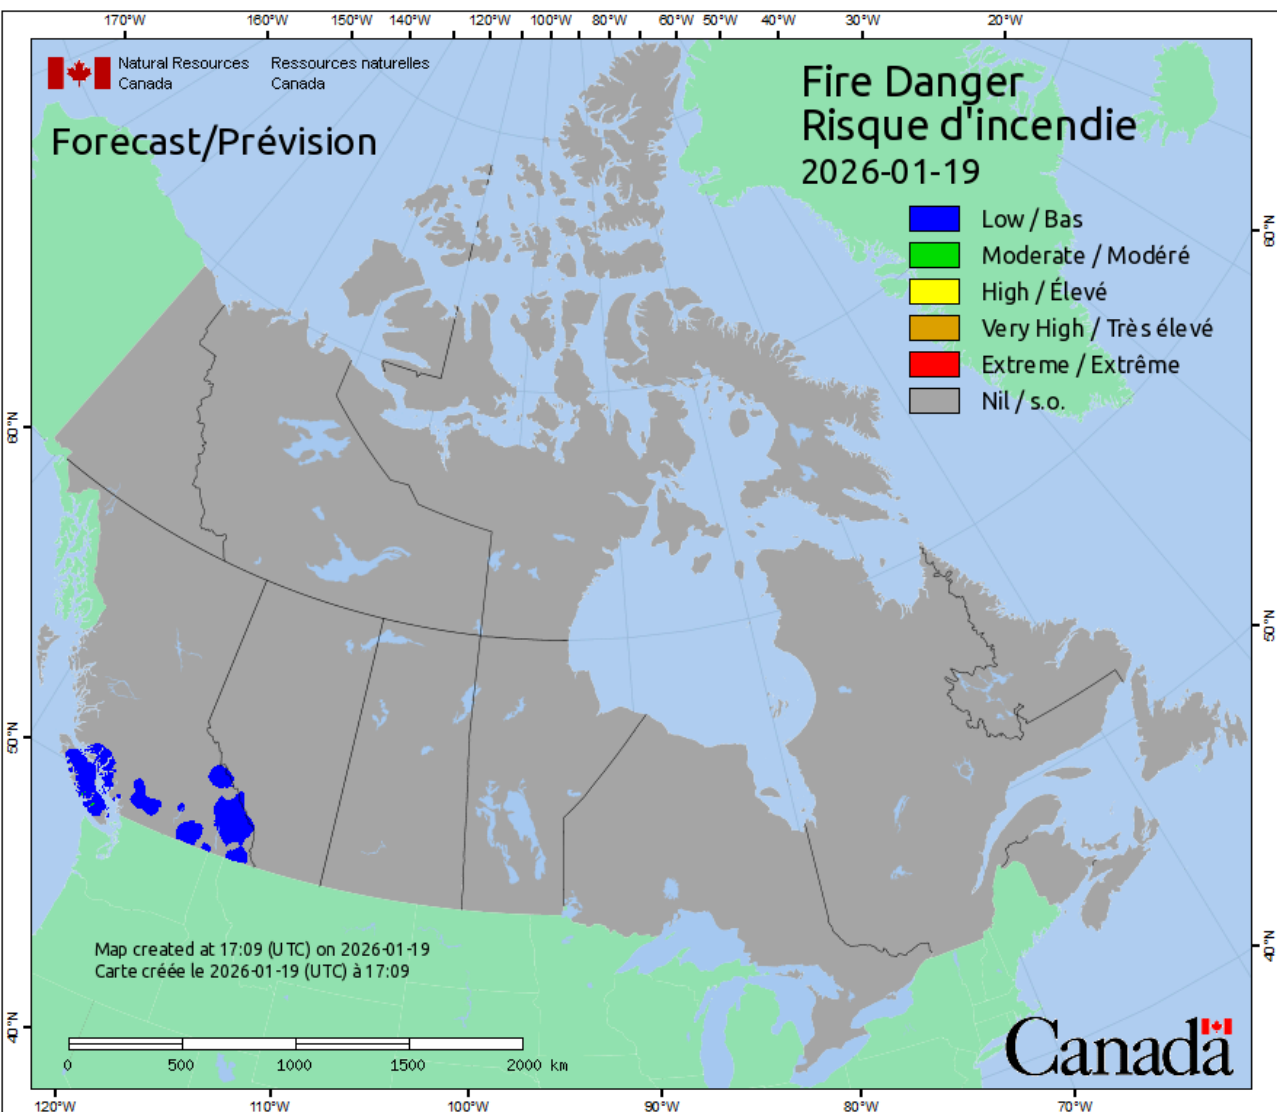 170°W 160°W 150°W 140°W 120°W 100°W 80°W 60°W 50°W 40°W 30°W 20°W
Natural Resources Ressources naturelles
Canada Canada
Forecast/Prévision
Fire Danger
Risque d'incendie
2026-01-19
Low / Bas
Moderate / Modéré
High / Élevé
Very High / Très élevé
Extreme / Extrême
Nil / s.o.
60°N
60°N
50°N
50°N
40°N
40°N
Map created at 17:09 (UTC) on 2026-01-19
Carte créée le 2026-01-19 (UTC) à 17:09
0 500 1000 1500 2000 km
Canada
120°W 110°W 100°W 90°W 80°W 70°W